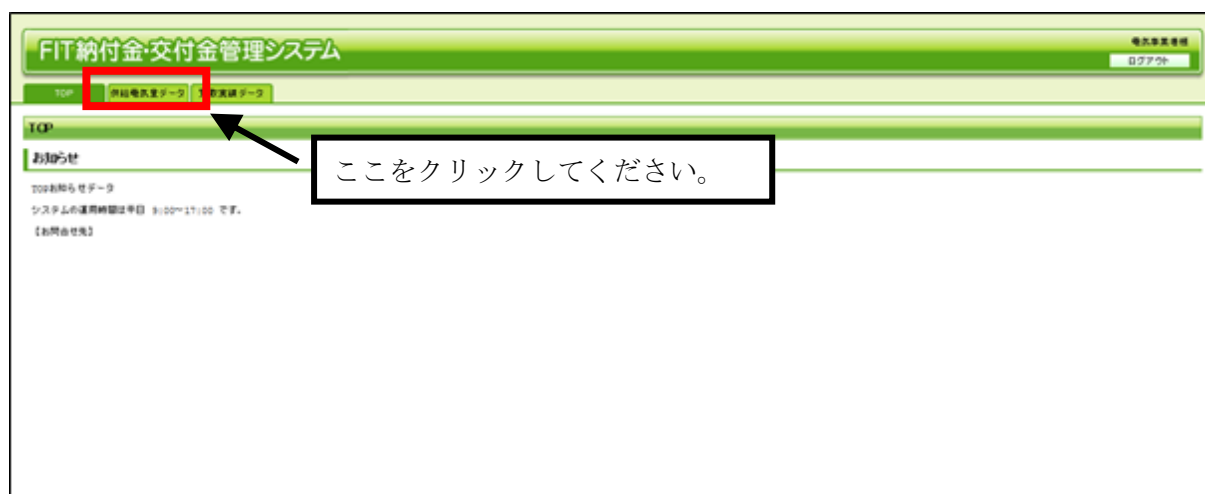 FIT納付金・交付金管理システム
電気事業者様
ログアウト
TOP
供給電気量データ
実績データ
TOP
お知らせ
ここをクリックしてください。
TOPお知らせデータ
システムの運用時間は平日 9:00~17:00 です。
【お問合せ先】